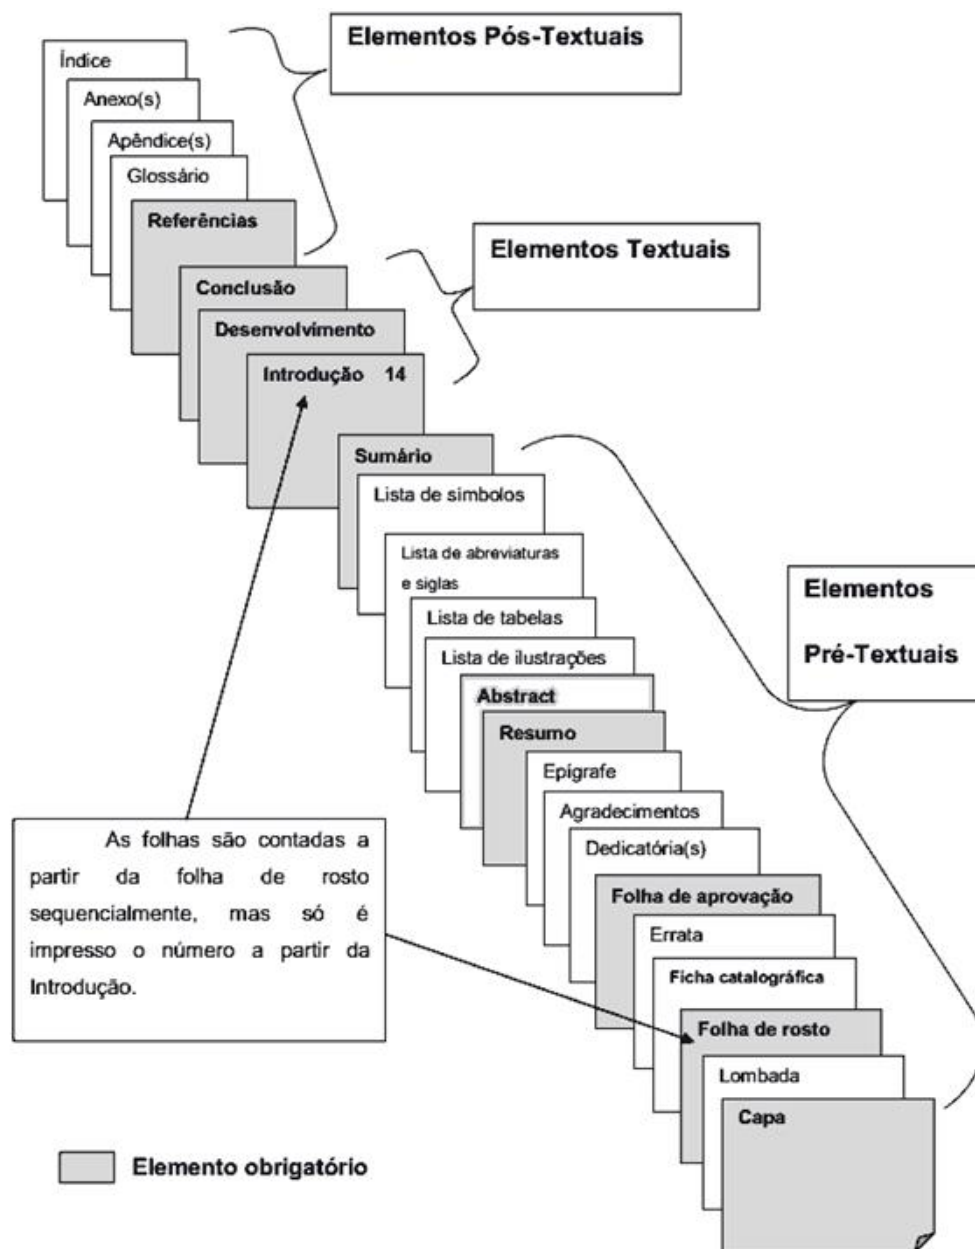 Elementos Pós-Textuais
Índice
Anexo(s)
Apêndice(s)
Glossário
Referências
Elementos Textuais
Conclusão
Desenvolvimento
Introdução 14
Sumário
Lista de símbolos
Lista de abreviaturas
e siglas
Lista de tabelas
Lista de ilustrações
Elementos
Pré-Textuais
Abstract
Resumo
Epígrafe
Agradecimentos
Dedicatória(s)
Folha de aprovação
Errata
Ficha catalográfica
Folha de rosto
Lombada
Capa
As folhas são contadas a
partir da folha de rosto
sequencialmente, mas só é
impresso o número a partir da
Introdução.
Elemento obrigatório